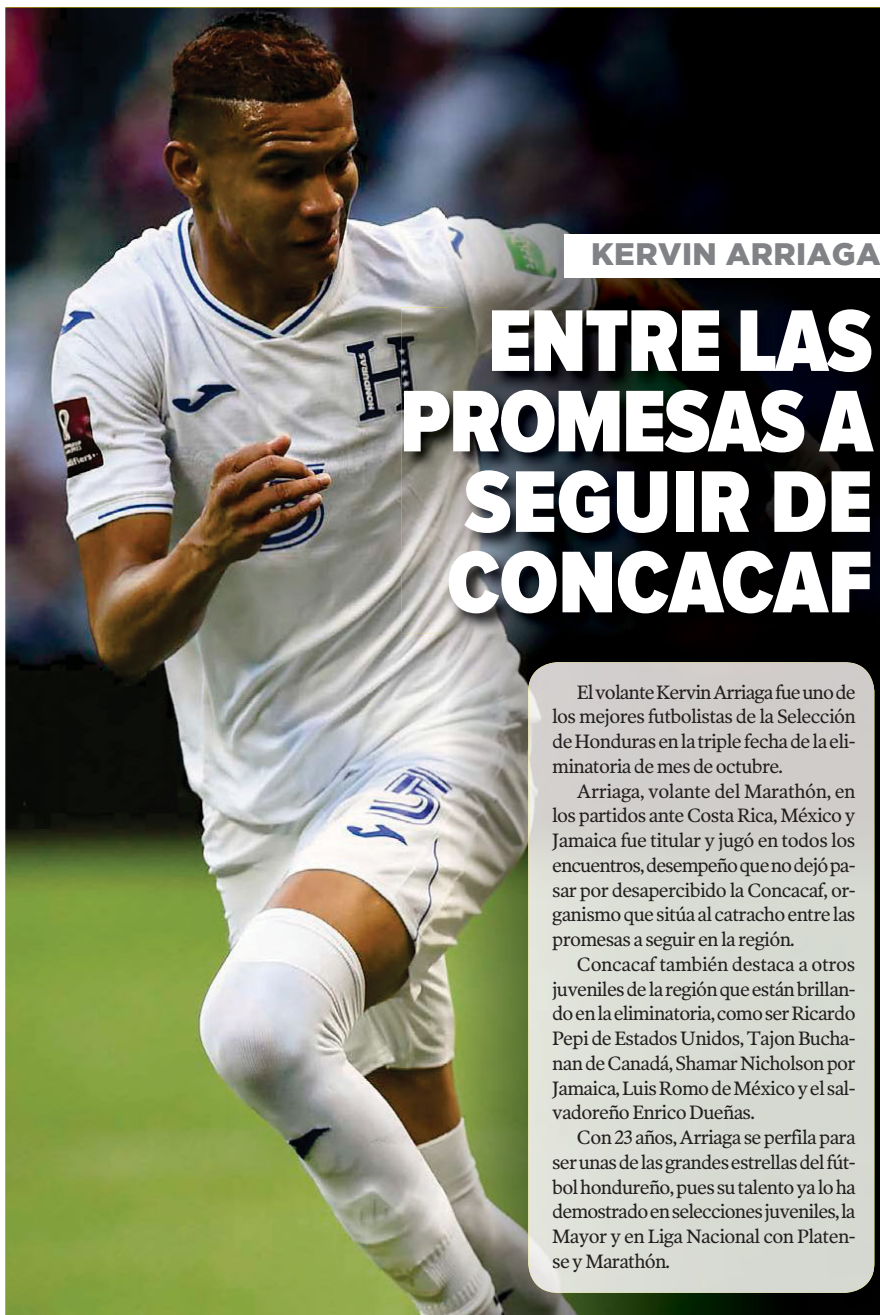 KERVIN ARRIAGA
ENTRE LAS
PROMESAS A
SEGUIR DE
CONCACAF
HONDURAS
H
5
5
El volante Kervin Arriaga fue uno de
los mejores futbolistas de la Selección
de Honduras en la triple fecha de la eli-
minatoria de mes de octubre.
Arriaga, volante del Marathón, en
los partidos ante Costa Rica, México y
Jamaica fue titular y jugó en todos los
encuentros, desempeño que no dejó pa-
sar por desapercibido la Concacaf, or-
ganismo que sitúa al catracho entre las
promesas a seguir en la región.
Concacaf también destaca a otros
juveniles de la región que están brillan-
do en la eliminatoria, como ser Ricardo
Pepi de Estados Unidos, Tajon Bucha-
nan de Canadá, Shamar Nicholson por
Jamaica, Luis Romo de México y el sal-
vadoreño Enrico Dueñas.
Con 23 años, Arriaga se perfila para
ser unas de las grandes estrellas del fút-
bol hondureño, pues su talento ya lo ha
demostrado en selecciones juveniles, la
Mayor y en Liga Nacional con Platen-
se y Marathón.